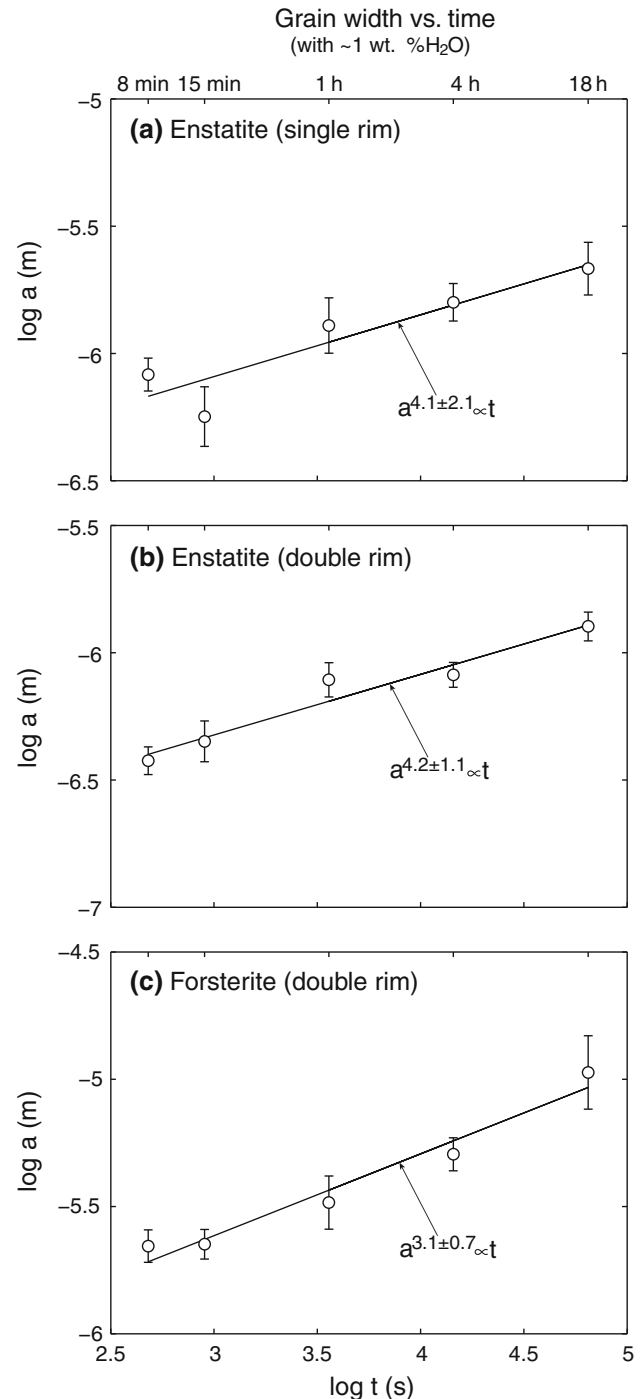 Grain width vs. time
(with ~1 wt. %H₂O)
8 min 15 min 1 h 4 h 18 h
−5
(a) Enstatite (single rim)
−5.5
log a (m)
−6
a^4.1±2.1 ∝t
−6.5
−5.5
(b) Enstatite (double rim)
−6
log a (m)
−6.5
a^4.2±1.1 ∝t
−7
−4.5
(c) Forsterite (double rim)
−5
log a (m)
−5.5
a^3.1±0.7 ∝t
−6
2.5 3 3.5 4 4.5 5
log t (s)